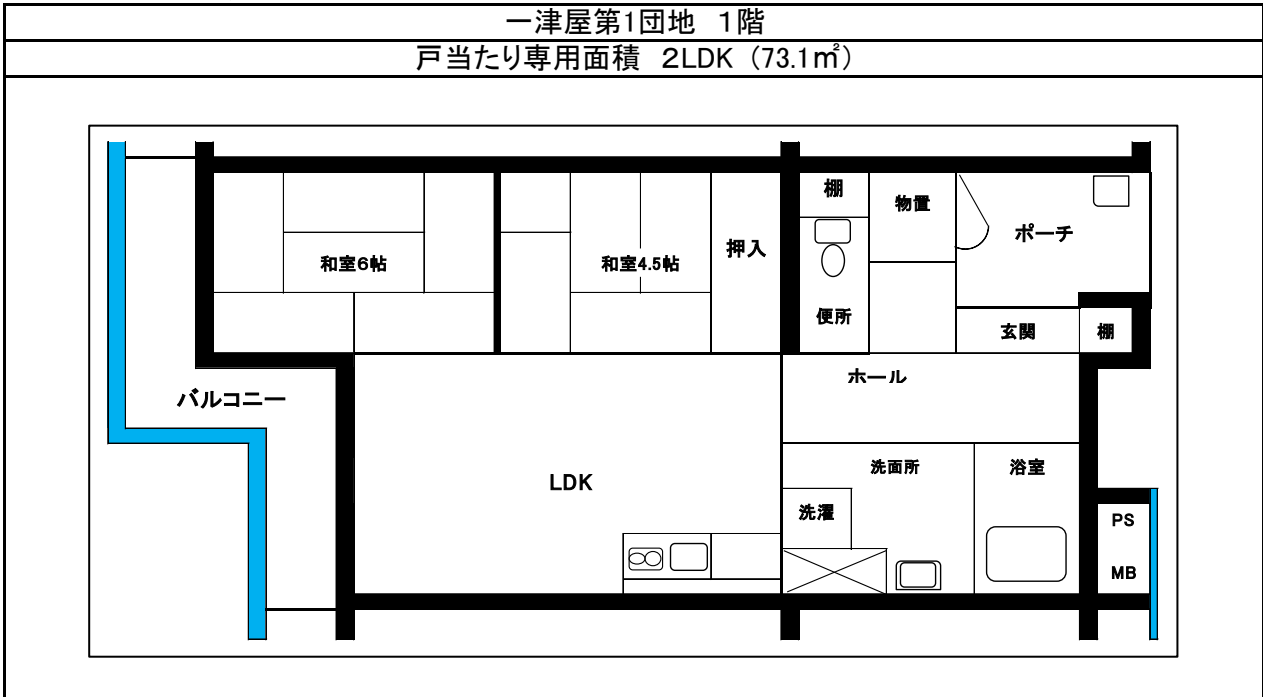 一津屋第1団地 1階
戸当たり専用面積 2LDK (73.1㎡)
棚
物置
ポーチ
押入
和室6帖
和室4.5帖
便所
玄関
棚
ホール
バルコニー
洗面所
浴室
LDK
洗濯
PS
MB